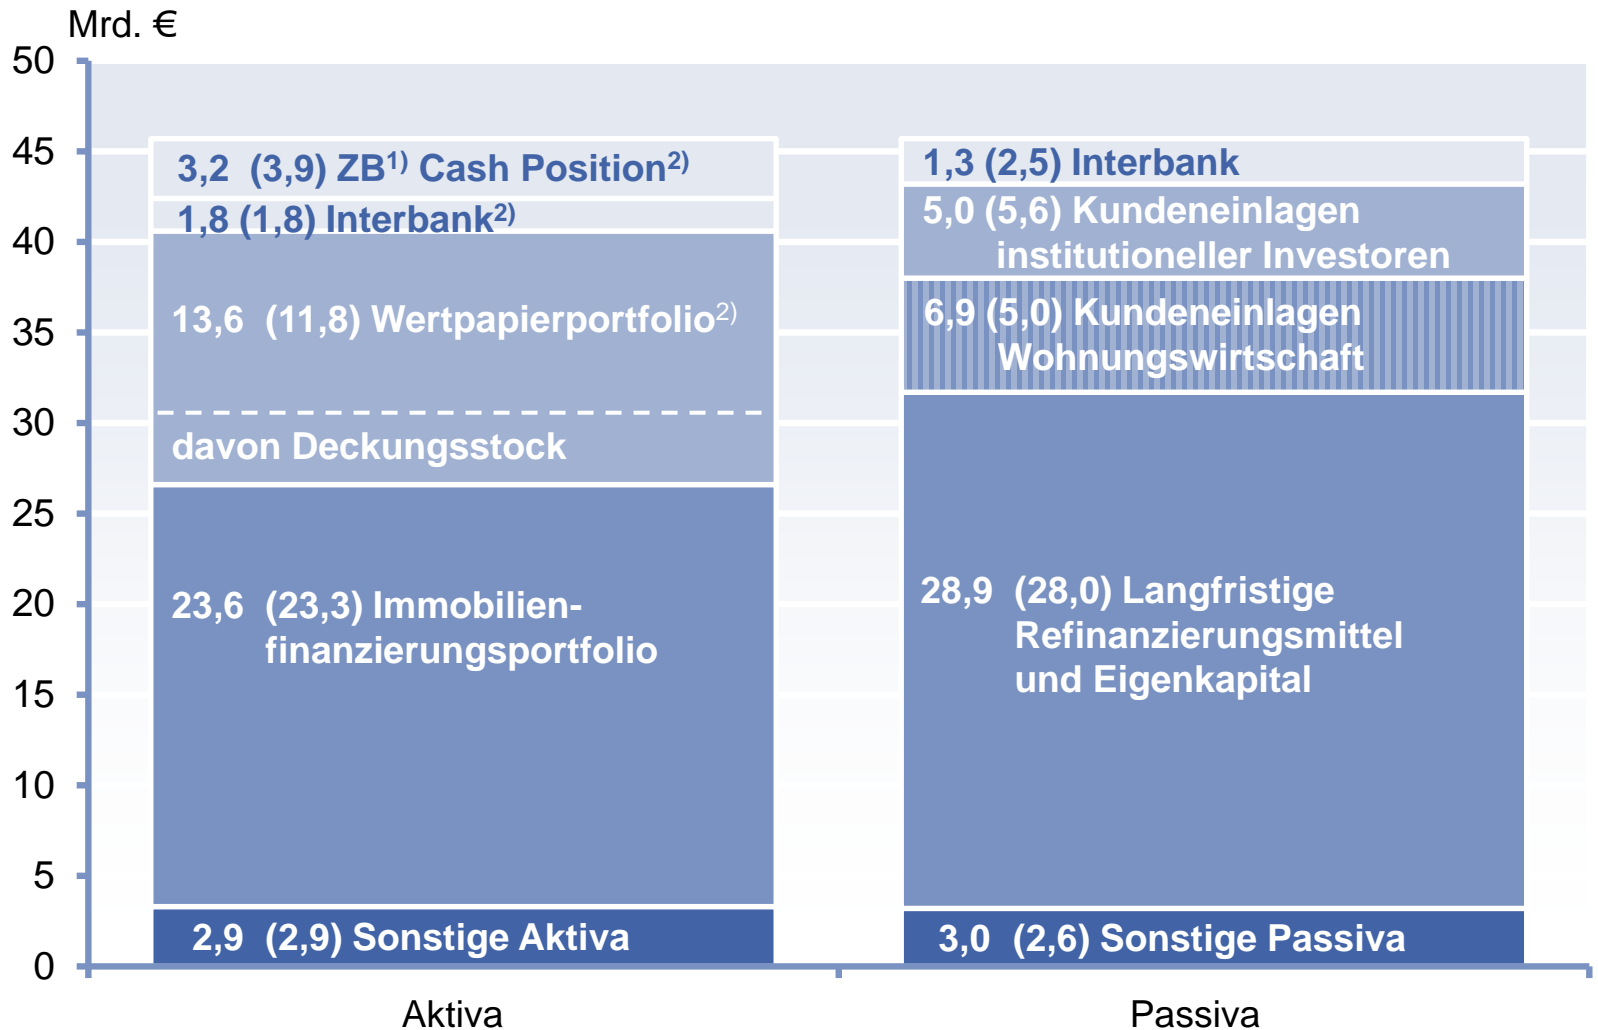 Mrd. €
50
45
40
35
30
25
20
15
10
5
0
3,2 (3,9) ZB1) Cash Position2)
1,8 (1,8) Interbank2)
13,6 (11,8) Wertpapierportfolio2)
davon Deckungsstock
23,6 (23,3) Immobilien-
finanzierungsportfolio
2,9 (2,9) Sonstige Aktiva
1,3 (2,5) Interbank
5,0 (5,6) Kundeneinlagen
institutioneller Investoren
6,9 (5,0) Kundeneinlagen
Wohnungswirtschaft
28,9 (28,0) Langfristige
Refinanzierungsmittel
und Eigenkapital
3,0 (2,6) Sonstige Passiva
Aktiva
Passiva